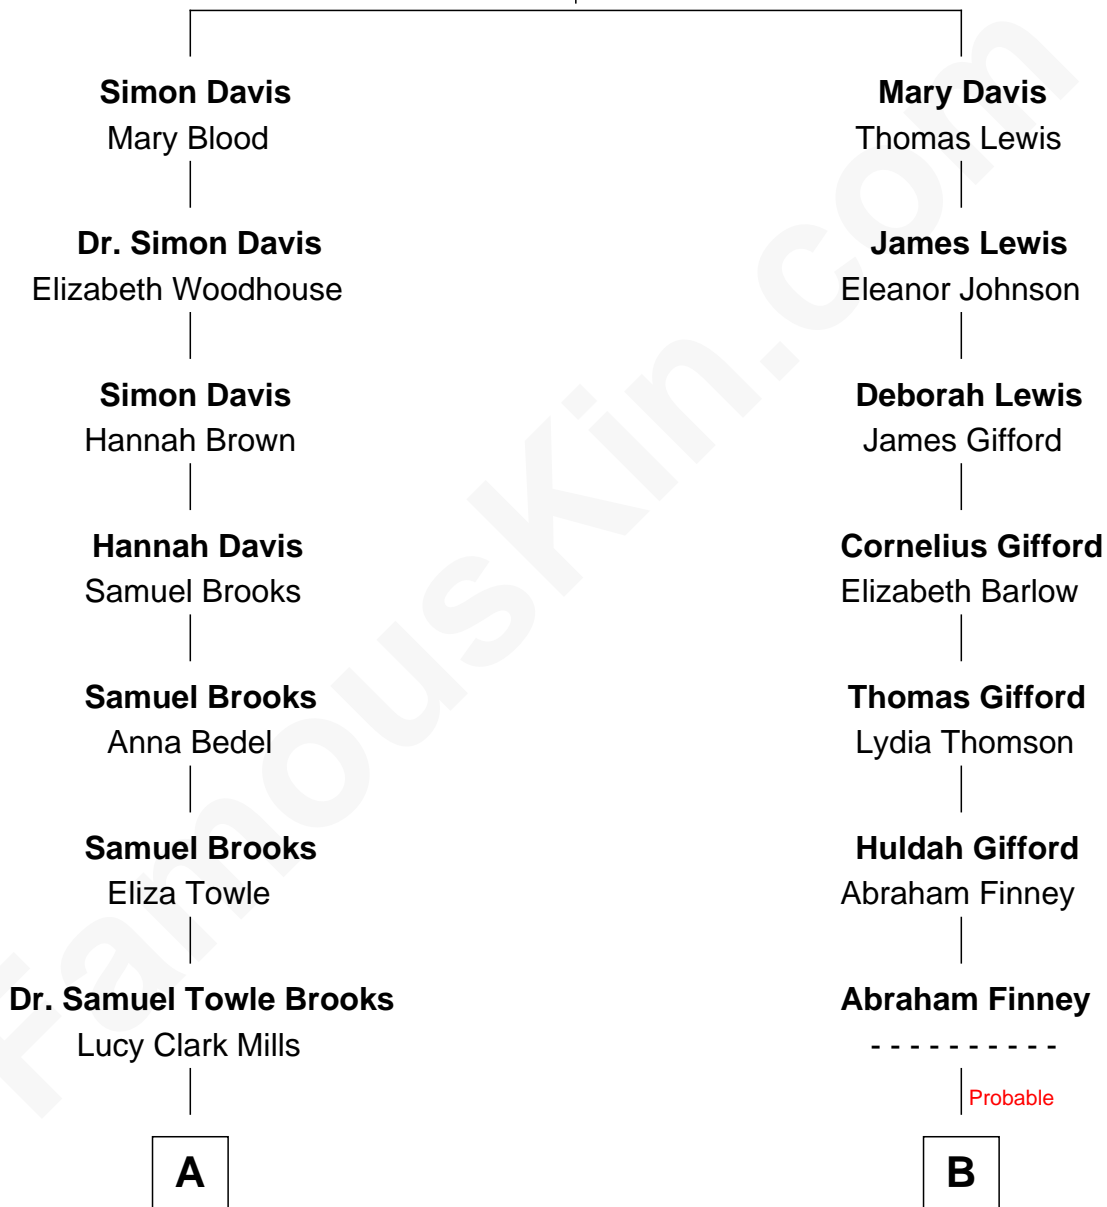 Simon Davis
Mary Blood
Dr. Simon Davis
Elizabeth Woodhouse
Simon Davis
Hannah Brown
Hannah Davis
Samuel Brooks
Samuel Brooks
Anna Bedel
Samuel Brooks
Eliza Towle
Dr. Samuel Towle Brooks
Lucy Clark Mills
A
Mary Davis
Thomas Lewis
James Lewis
Eleanor Johnson
Deborah Lewis
James Gifford
Cornelius Gifford
Elizabeth Barlow
Thomas Gifford
Lydia Thomson
Huldah Gifford
Abraham Finney
Abraham Finney
- - - - - - - - - -
Probable
B
FamousKin.com